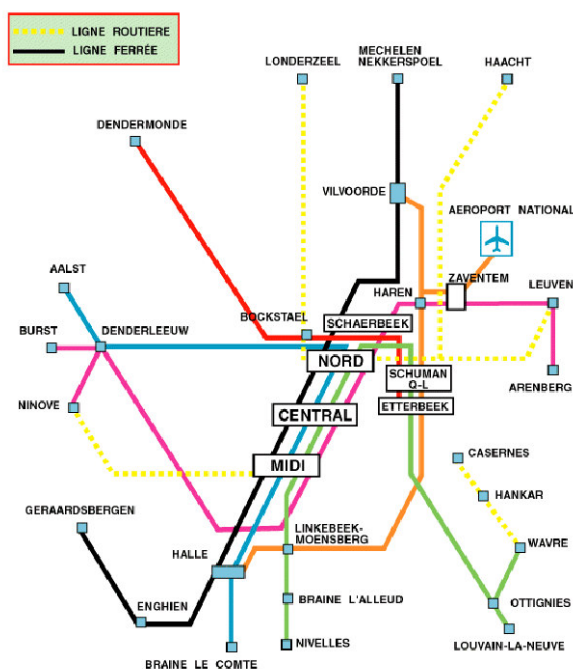 LIGNE ROUTIERE
LIGNE FERRÉE
LONDERZEEL
MECHELEN
NEKKERSPOEL
HAACHT
DENDERMONDE
VILVOORDE
AEROPORT NATIONAL
AALST
ZAVENTEM
HAREN
LEUVEN
BOCKSTAEL
SCHAERBEEK
BURST
DENDERLEEUW
NORD
SCHUMAN
Q-L
ARENBERG
NINOVE
ETTERBEEK
CENTRAL
MIDI
CASERNES
HANKAR
GERAARDSBERGEN
LINKEBEEK-
MOENSBERG
WAVRE
HALLE
BRAINE L'ALLEUD
OTTIGNIES
ENGHIEN
NIVELLES
LOUVAIN-LA-NEUVE
BRAINE LE COMTE